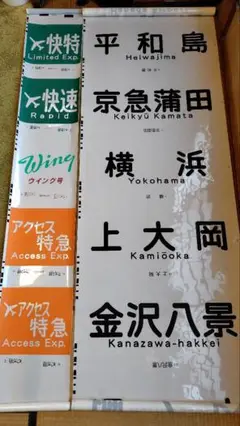 快特
Limited Exp.
快速
Rapid
Wing
ウイング号
アクセス
特急
Access Exp.
アクセス
特急
Access Exp.
平和島
Heiwajima
京急蒲田
Keikyū Kamata
横浜
Yokohama
上大岡
Kamiōoka
金沢八景
Kanazawa-hakkei